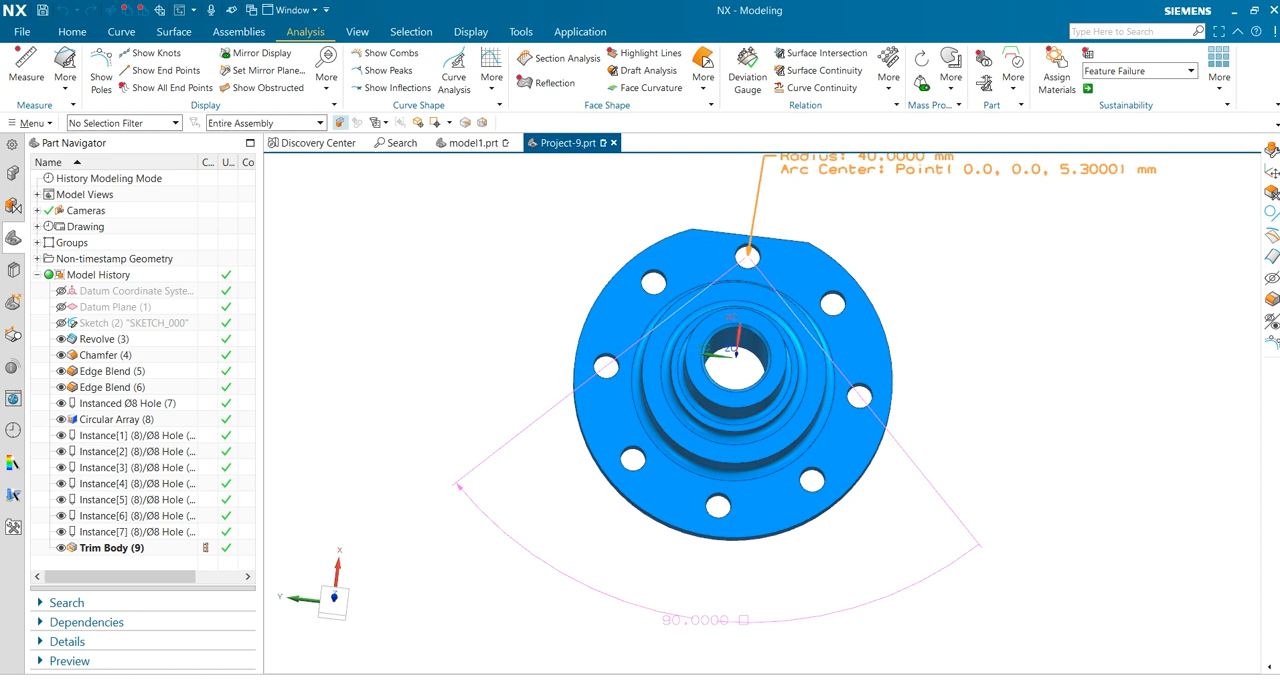 NX Window NX - Modeling SIEMENS
File Home Curve Surface Assemblies Analysis View Selection Display Tools Application Type Here to Search
Measure More Show Poles Show Knots Mirror Display More Show Combs Curve Analysis More Section Analysis Highlight Lines More Deviation Gauge Surface Intersection More More More Assign Materials More
Show End Points Set Mirror Plane... Show Peaks Reflection Draft Analysis Surface Continuity Feature Failure
Show All End Points Show Obstructed Show Inflections Face Curvature Curve Continuity
Measure Display Curve Shape Face Shape Relation Mass Pro... Part Sustainability
Menu No Selection Filter Entire Assembly
Part Navigator Discovery Center Search model1.prt Project-9.prt
Name C... U... Co
History Modeling Mode
Model Views
Cameras
Drawing
Groups
Non-timestamp Geometry
Model History
Datum Coordinate Syste...
Datum Plane (1)
Sketch (2) "SKETCH_000"
Revolve (3)
Chamfer (4)
Edge Blend (5)
Edge Blend (6)
Instanced Ø8 Hole (7)
Circular Array (8)
Instance[1] (8)/Ø8 Hole (...
Instance[2] (8)/Ø8 Hole (...
Instance[3] (8)/Ø8 Hole (...
Instance[4] (8)/Ø8 Hole (...
Instance[5] (8)/Ø8 Hole (...
Instance[6] (8)/Ø8 Hole (...
Instance[7] (8)/Ø8 Hole (...
Trim Body (9)
Search
Dependencies
Details
Preview
Radius: 40.0000 mm
Arc Center: Point( 0.0, 0.0, 5.3000) mm
X
Y
90.0000